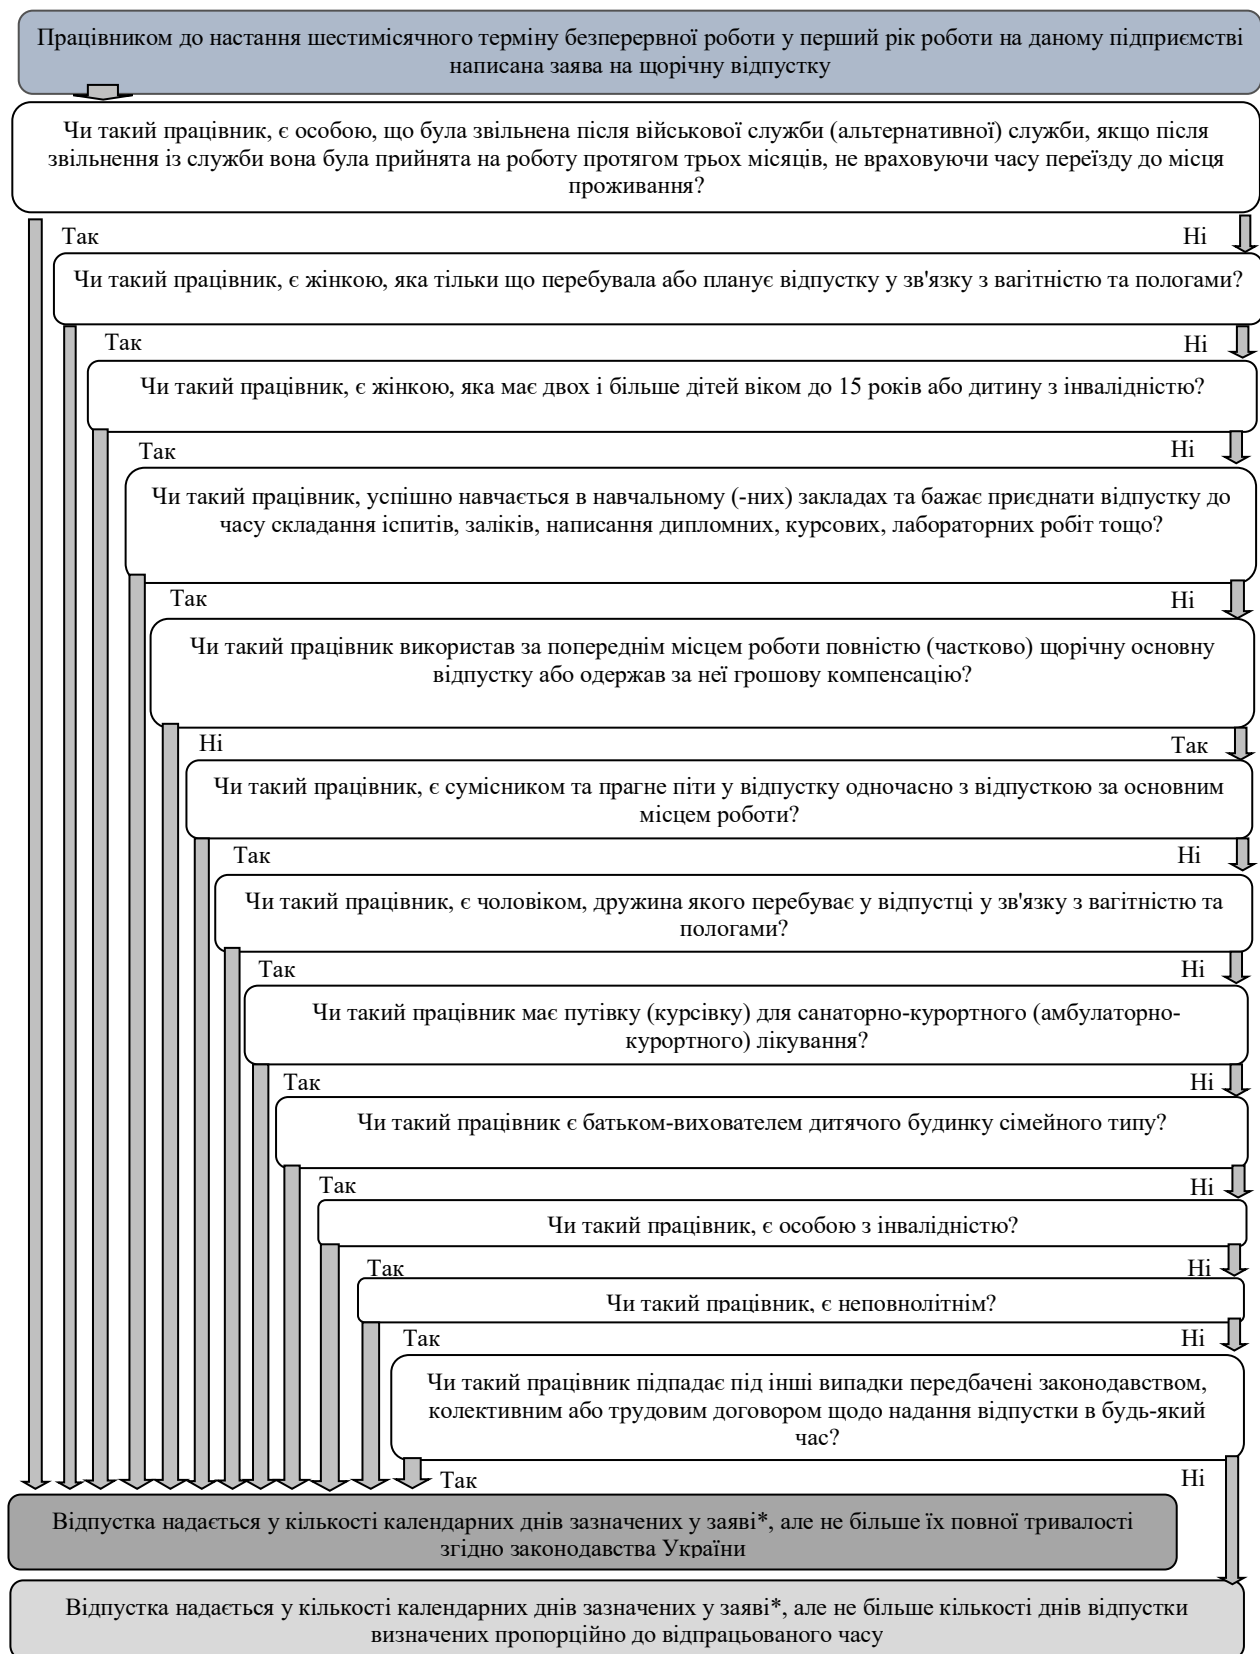 Працівником до настання шестимісячного терміну безперервної роботи у перший рік роботи на даному підприємстві
написана заява на щорічну відпустку
Чи такий працівник, є особою, що була звільнена після військової служби (альтернативної) служби, якщо після
звільнення із служби вона була прийнята на роботу протягом трьох місяців, не враховуючи часу переїзду до місця
проживання?
Так
Ні
Чи такий працівник, є жінкою, яка тільки що перебувала або планує відпустку у зв'язку з вагітністю та пологами?
Так
Ні
Чи такий працівник, є жінкою, яка має двох і більше дітей віком до 15 років або дитину з інвалідністю?
Так
Ні
Чи такий працівник, успішно навчається в навчальному (-них) закладах та бажає приєднати відпустку до
часу складання іспитів, заліків, написання дипломних, курсових, лабораторних робіт тощо?
Так
Ні
Чи такий працівник використав за попереднім місцем роботи повністю (частково) щорічну основну
відпустку або одержав за неї грошову компенсацію?
Ні
Так
Чи такий працівник, є сумісником та прагне піти у відпустку одночасно з відпусткою за основним
місцем роботи?
Так
Ні
Чи такий працівник, є чоловіком, дружина якого перебуває у відпустці у зв'язку з вагітністю та
пологами?
Так
Ні
Чи такий працівник має путівку (курсівку) для санаторно-курортного (амбулаторно-
курортного) лікування?
Так
Ні
Чи такий працівник є батьком-вихователем дитячого будинку сімейного типу?
Так
Ні
Чи такий працівник, є особою з інвалідністю?
Так
Ні
Чи такий працівник, є неповнолітнім?
Так
Ні
Чи такий працівник підпадає під інші випадки передбачені законодавством,
колективним або трудовим договором щодо надання відпустки в будь-який
час?
Так
Ні
Відпустка надається у кількості календарних днів зазначених у заяві*, але не більше їх повної тривалості
згідно законодавства України
Відпустка надається у кількості календарних днів зазначених у заяві*, але не більше кількості днів відпустки
визначених пропорційно до відпрацьованого часу